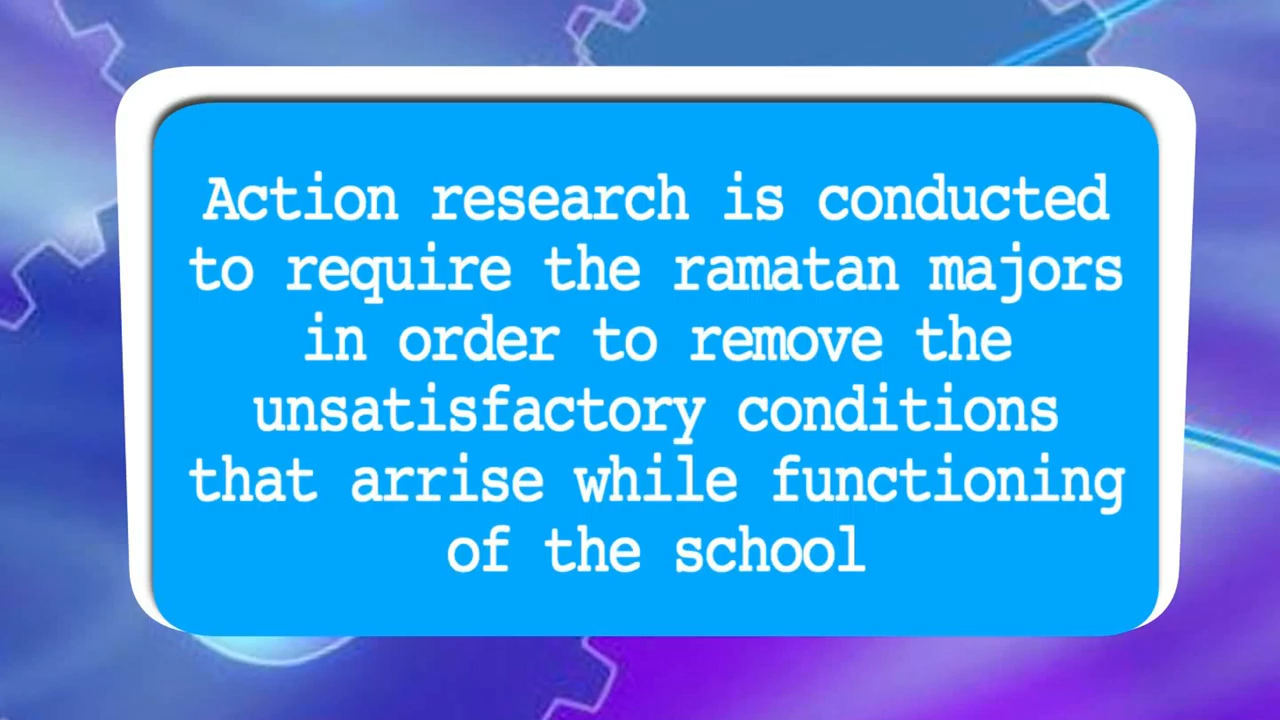 Action research is conducted
to require the ramatan majors
in order to remove the
unsatisfactory conditions
that arrise while functioning
of the school